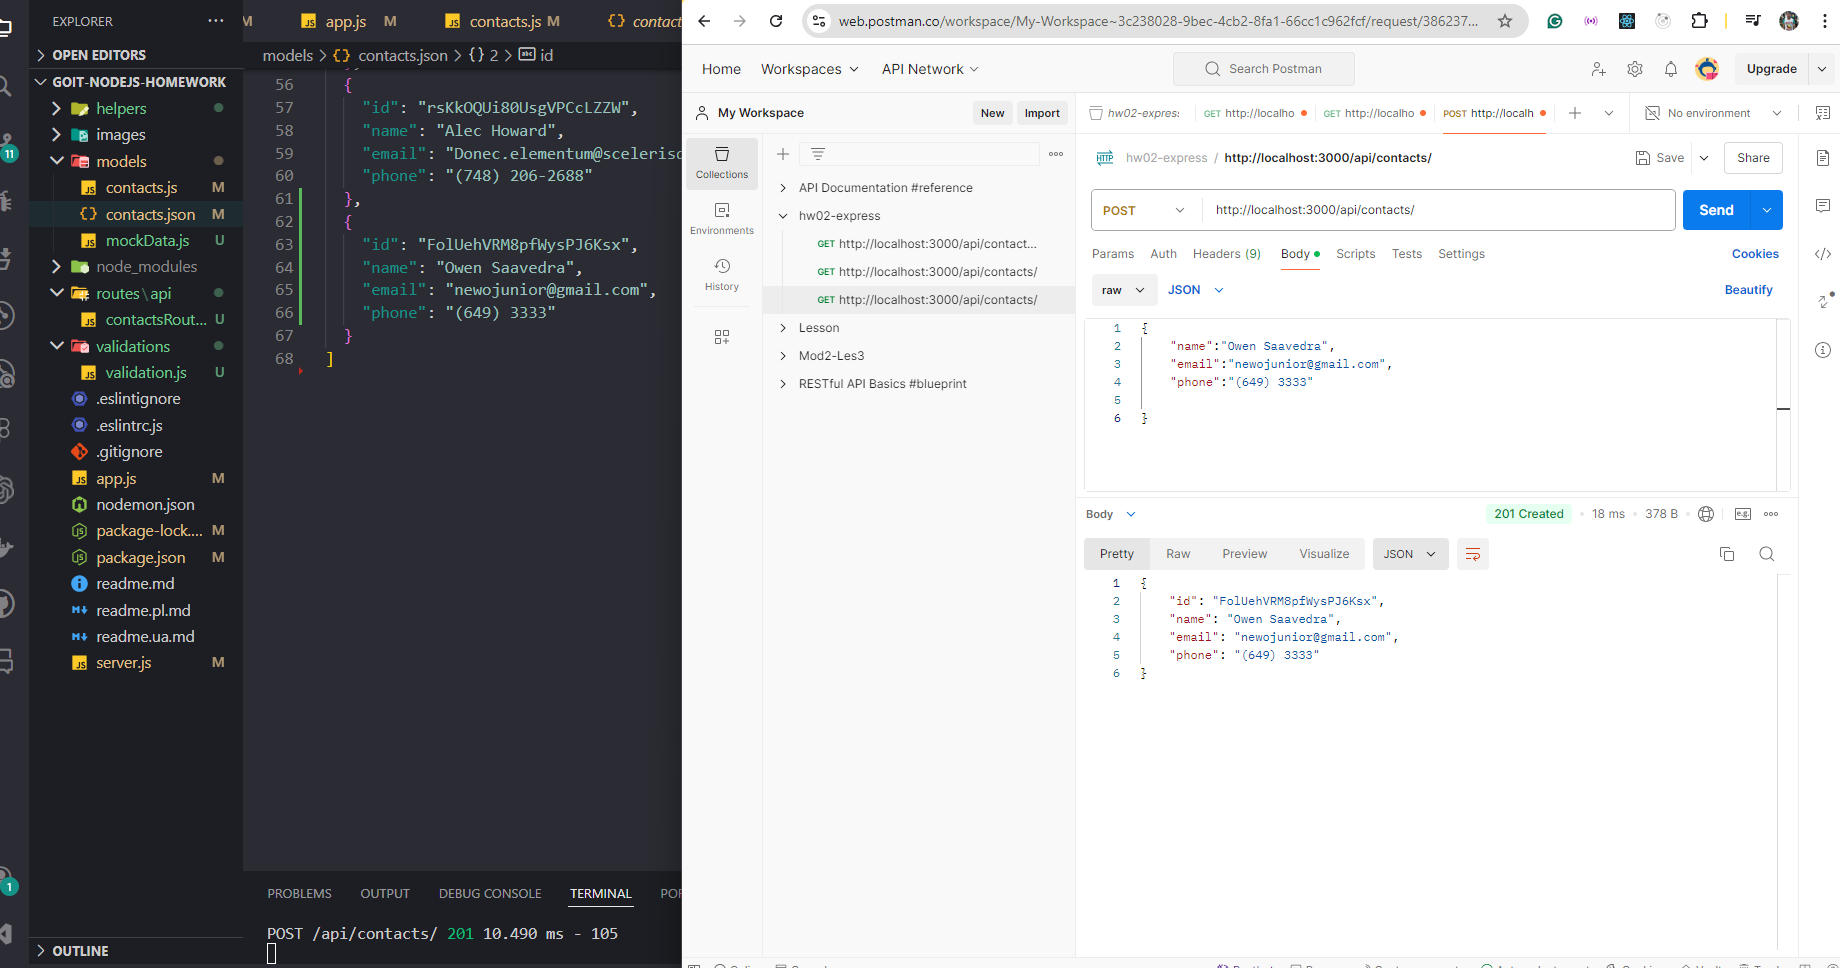 EXPLORER
OPEN EDITORS
GOIT-NODEJS-HOMEWORK
helpers
images
models
contacts.js M
contacts.json M
mockData.js U
node_modules
routes\api
contactsRout... U
validations
validation.js U
.eslintignore
.eslintrc.js
.gitignore
app.js M
nodemon.json
package-lock.... M
package.json M
readme.md
readme.pl.md
readme.ua.md
server.js M
OUTLINE
11
1
M app.js M contacts.js M contac
models > contacts.json > {} 2 > id
56 {
57 "id": "rsKkOQUi80UsgVPCcLZZW",
58 "name": "Alec Howard",
59 "email": "Donec.elementum@scelerisq
60 "phone": "(748) 206-2688"
61 },
62 {
63 "id": "FolUehVRM8pfWysPJ6Ksx",
64 "name": "Owen Saavedra",
65 "email": "newojunior@gmail.com",
66 "phone": "(649) 3333"
67 }
68 ]
PROBLEMS OUTPUT DEBUG CONSOLE TERMINAL POR
POST /api/contacts/ 201 10.490 ms - 105
web.postman.co/workspace/My-Workspace~3c238028-9bec-4cb2-8fa1-66cc1c962fcf/request/386237...
Home Workspaces API Network Search Postman Upgrade
My Workspace New Import
Collections
Environments
History
API Documentation #reference
hw02-express
GET http://localhost:3000/api/contact...
GET http://localhost:3000/api/contacts/
GET http://localhost:3000/api/contacts/
Lesson
Mod2-Les3
RESTful API Basics #blueprint
hw02-expres: GET http://localho GET http://localho POST http://localh No environment
HTTP hw02-express / http://localhost:3000/api/contacts/ Save Share
POST http://localhost:3000/api/contacts/ Send
Params Auth Headers (9) Body Scripts Tests Settings Cookies
raw JSON Beautify
1 {
2 "name":"Owen Saavedra",
3 "email":"newojunior@gmail.com",
4 "phone":"(649) 3333"
5
6 }
Body 201 Created 18 ms 378 B e.g.
Pretty Raw Preview Visualize JSON
1 {
2 "id": "FolUehVRM8pfWysPJ6Ksx",
3 "name": "Owen Saavedra",
4 "email": "newojunior@gmail.com",
5 "phone": "(649) 3333"
6 }